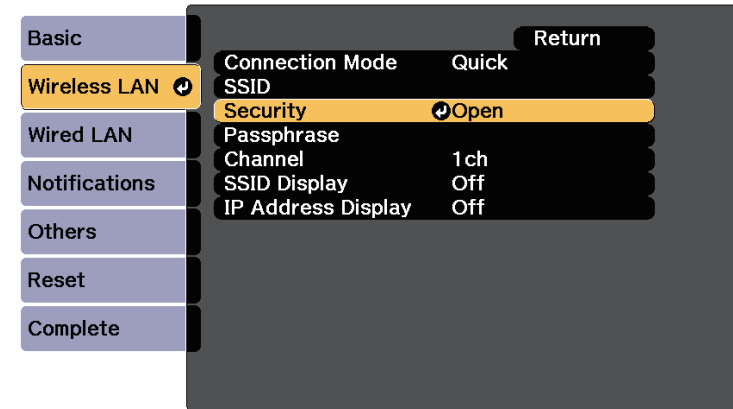 Basic
Wireless LAN
Wired LAN
Notifications
Others
Reset
Complete
Return
Connection Mode Quick
SSID
Security Open
Passphrase
Channel 1ch
SSID Display Off
IP Address Display Off